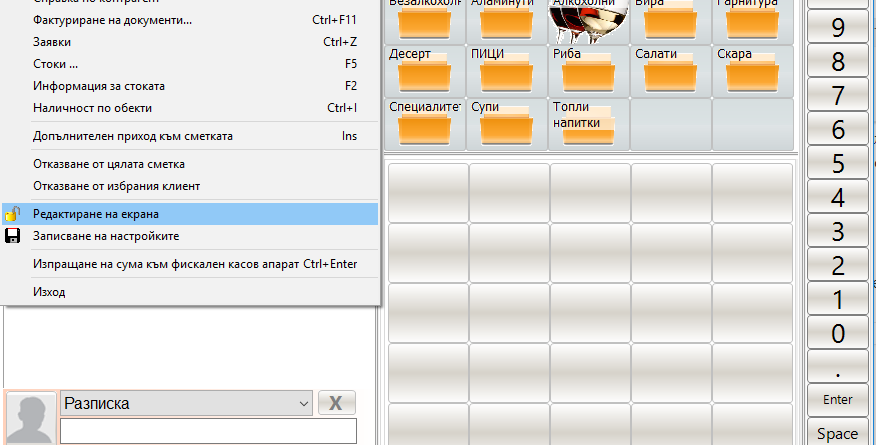 Справка по контрагент
Фактуриране на документи... Ctrl+F11
Заявки Ctrl+Z
Стоки ... F5
Информация за стоката F2
Наличност по обекти Ctrl+I
Допълнителен приход към сметката Ins
Отказване от цялата сметка
Отказване от избрания клиент
Редактиране на екрана
Записване на настройките
Изпращане на сума към фискален касов апарат Ctrl+Enter
Изход
Разписка
X
Безалкохолн Аламинути Алкохолни Бира Гарнитура
Десерт ПИЦИ Риба Салати Скара
Специалитет Супи Топли
напитки
9
8
7
6
5
4
3
2
1
0
.
Enter
Space